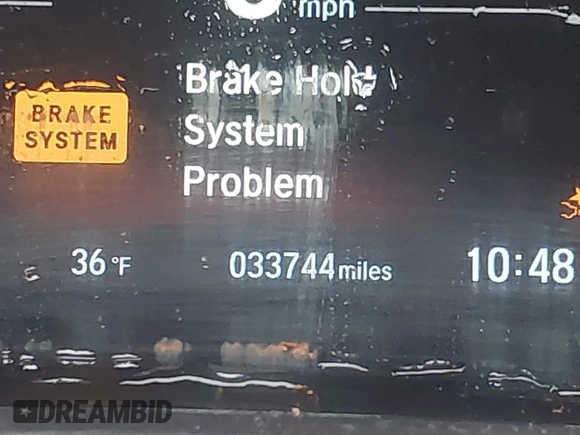 mph
Brake Hold
BRAKE
SYSTEM
System
Problem
36 °F
033744 miles
10:48
DREAMBID